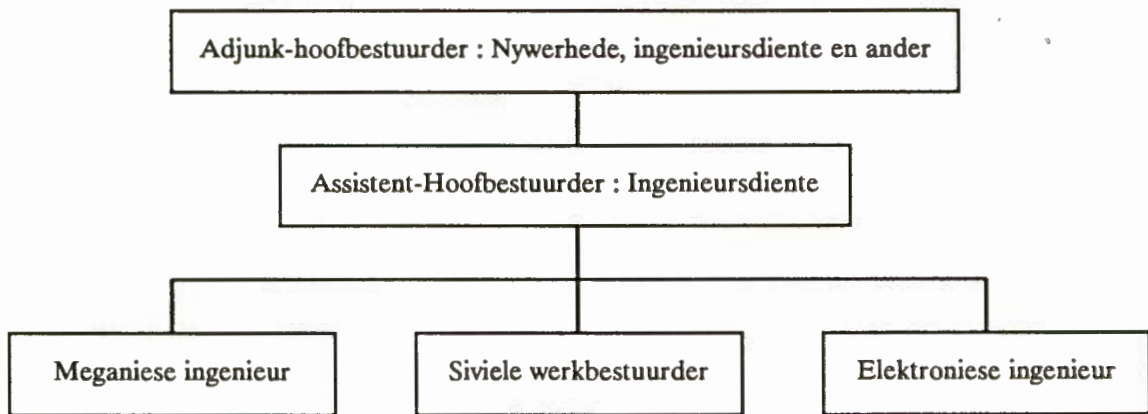 Adjunk-hoofbestuurder : Nywerhede, ingenieursdiente en ander
Assistent-Hoofbestuurder : Ingenieursdiente
Meganiese ingenieur
Siviele werkbestuurder
Elektroniese ingenieur